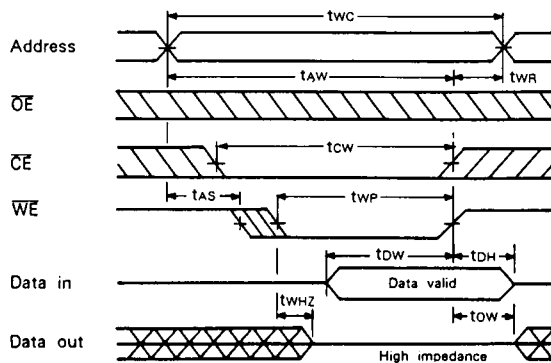 tWC
Address
tAW
tWR
OE
tCW
CE
tAS
tWP
WE
tDW
tDH
Data in
Data valid
tWHZ
tOW
Data out
High impedance